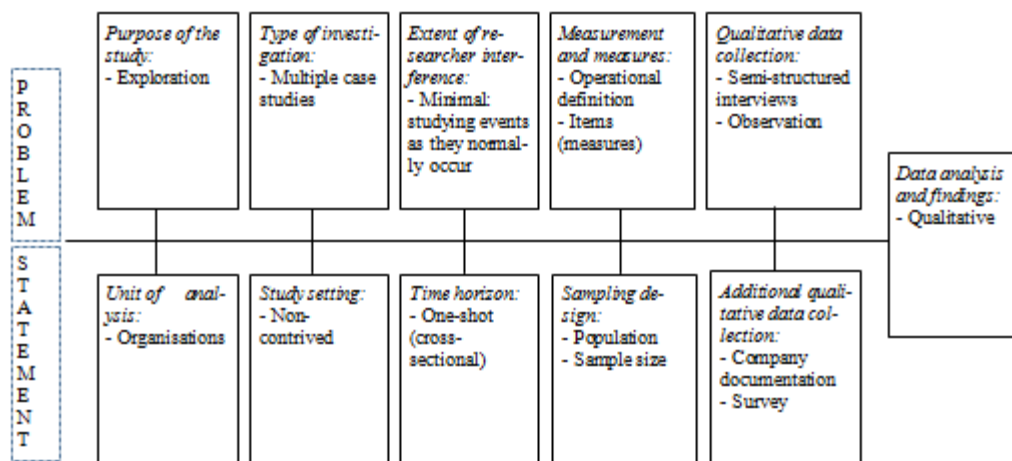 P
R
O
B
L
E
M
S
T
A
T
E
M
E
N
T
Purpose of the
study:
- Exploration
Type of investi-
gation:
- Multiple case
studies
Extent of re-
searcher inter-
ference:
- Minimal:
studying events
as they normal-
ly occur
Measurement
and measures:
- Operational
definition
- Items
(measures)
Qualitative data
collection:
- Semi-structured
interviews
- Observation
Data analysis
and findings:
- Qualitative
Unit of anal-
ysis:
- Organisations
Study setting:
- Non-
contrived
Time horizon:
- One-shot
(cross-
sectional)
Sampling de-
sign:
- Population
- Sample size
Additional quali-
tative data col-
lection:
- Company
documentation
- Survey